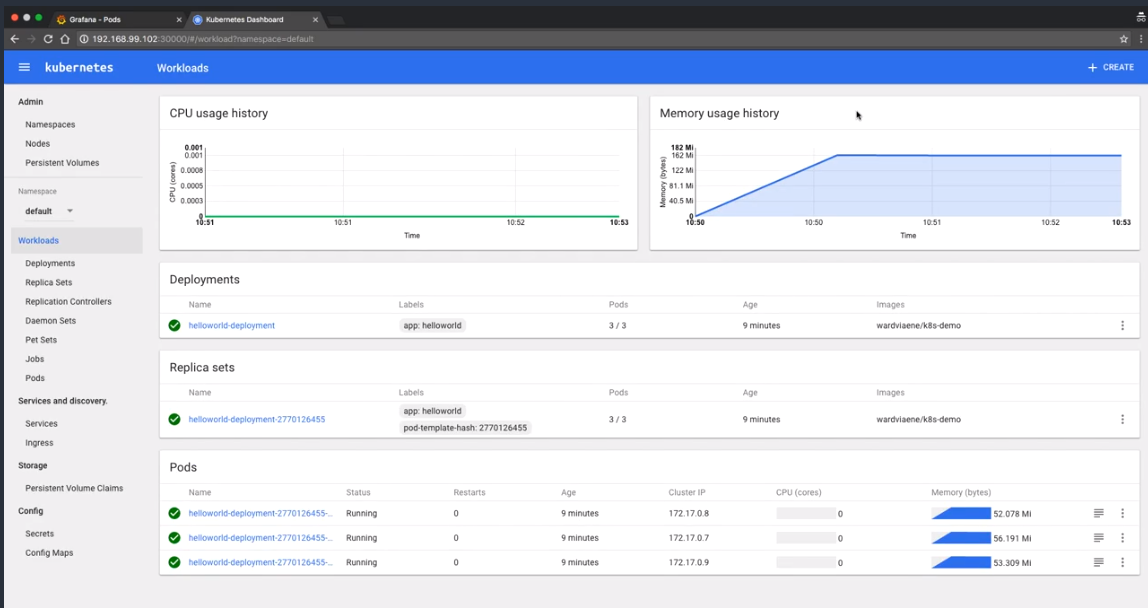 Grafana - Pods
Kubernetes Dashboard
192.168.99.102:30000/#/workload?namespace=default
kubernetes
Workloads
+ CREATE
Admin
Namespaces
Nodes
Persistent Volumes
Namespace
default
Workloads
Deployments
Replica Sets
Replication Controllers
Daemon Sets
Pet Sets
Jobs
Pods
Services and discovery.
Services
Ingress
Storage
Persistent Volume Claims
Config
Secrets
Config Maps
CPU usage history
CPU (cores)
0.001
0.001
0.0008
0.0005
0.0003
0
10:51 10:51 10:52 10:53
Time
Memory usage history
Memory (bytes)
182 Mi
162 Mi
122 Mi
81.1 Mi
40.5 Mi
0
10:50 10:50 10:51 10:52 10:53
Time
Deployments
Name Labels Pods Age Images
helloworld-deployment app: helloworld 3 / 3 9 minutes wardviaene/k8s-demo
Replica sets
Name Labels Pods Age Images
helloworld-deployment-2770126455 app: helloworld 3 / 3 9 minutes wardviaene/k8s-demo
pod-template-hash: 2770126455
Pods
Name Status Restarts Age Cluster IP CPU (cores) Memory (bytes)
helloworld-deployment-2770126455-... Running 0 9 minutes 172.17.0.8 0 52.078 Mi
helloworld-deployment-2770126455-... Running 0 9 minutes 172.17.0.7 0 56.191 Mi
helloworld-deployment-2770126455-... Running 0 9 minutes 172.17.0.9 0 53.309 Mi